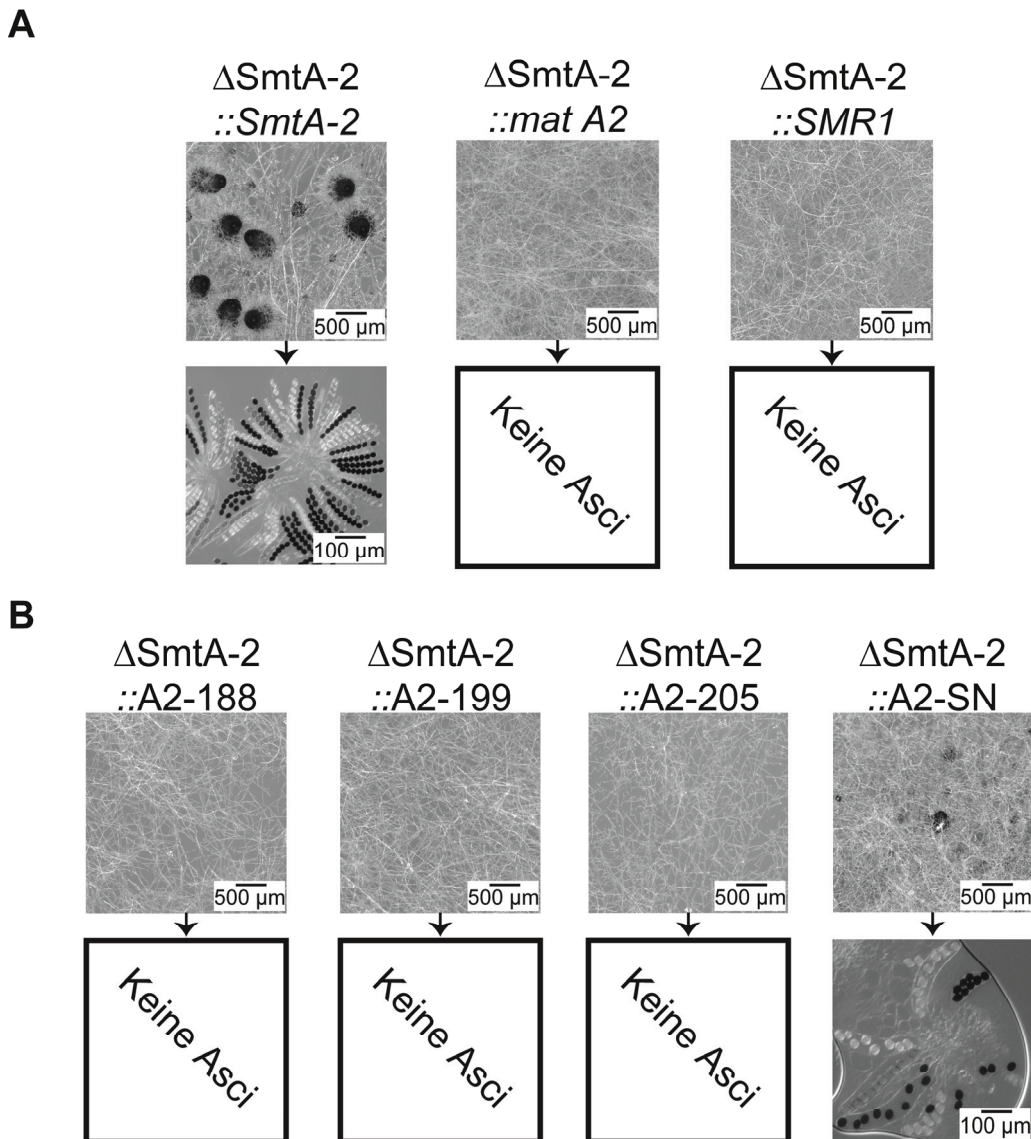 A
ΔSmtA-2
::SmtA-2
ΔSmtA-2
::mat A2
ΔSmtA-2
::SMR1
500 µm
500 µm
500 µm
100 µm
Keine Asci
Keine Asci
B
ΔSmtA-2
::A2-188
ΔSmtA-2
::A2-199
ΔSmtA-2
::A2-205
ΔSmtA-2
::A2-SN
500 µm
500 µm
500 µm
500 µm
Keine Asci
Keine Asci
Keine Asci
100 µm